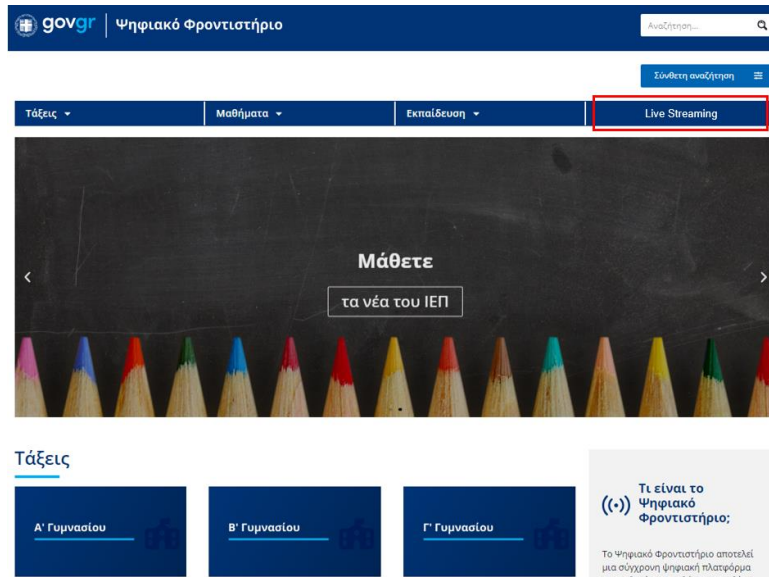 govgr Ψηφιακό Φροντιστήριο
Αναζήτηση...
Σύνθετη αναζήτηση
Τάξεις Μαθήματα Εκπαίδευση Live Streaming
Μάθετε
τα νέα του ΙΕΠ
Τάξεις
Α' Γυμνασίου Β' Γυμνασίου Γ' Γυμνασίου
Τι είναι το
Ψηφιακό
Φροντιστήριο;
Το Ψηφιακό Φροντιστήριο αποτελεί
μια σύγχρονη ψηφιακή πλατφόρμα